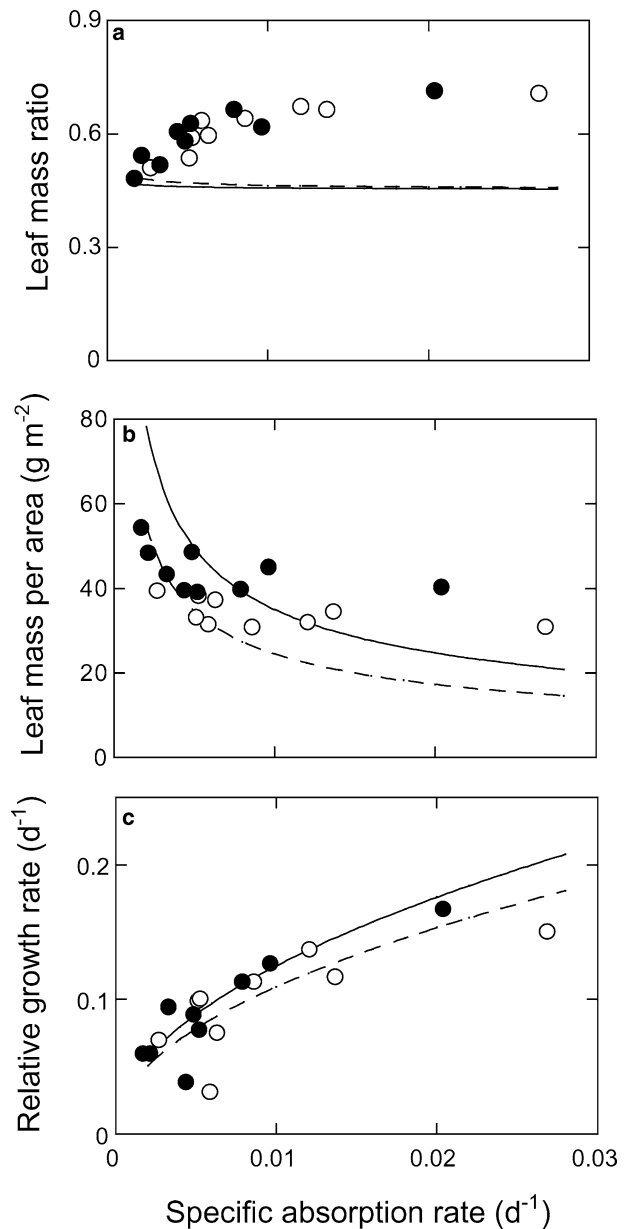 a
0.9
0.6
0.3
0
Leaf mass ratio
b
80
60
40
20
0
Leaf mass per area (g m⁻²)
c
0.2
0.1
0
Relative growth rate (d⁻¹)
0 0.01 0.02 0.03
Specific absorption rate (d⁻¹)